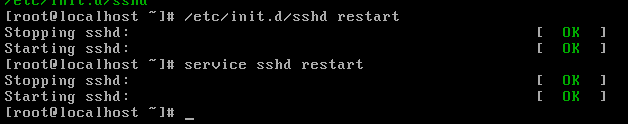 /etc/init.d/sshd
[root@localhost ~]# /etc/init.d/sshd restart
Stopping sshd: [ OK ]
Starting sshd: [ OK ]
[root@localhost ~]# service sshd restart
Stopping sshd: [ OK ]
Starting sshd: [ OK ]
[root@localhost ~]# _